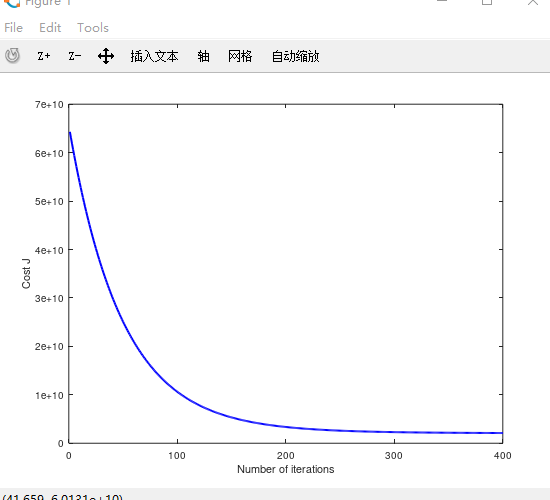 Figure 1
File Edit Tools
Z+ Z- 插入文本 轴 网格 自动缩放
7e+10
6e+10
5e+10
4e+10
3e+10
2e+10
1e+10
0
Cost J
0 100 200 300 400
Number of iterations
(41.659, 6.0131e+10)